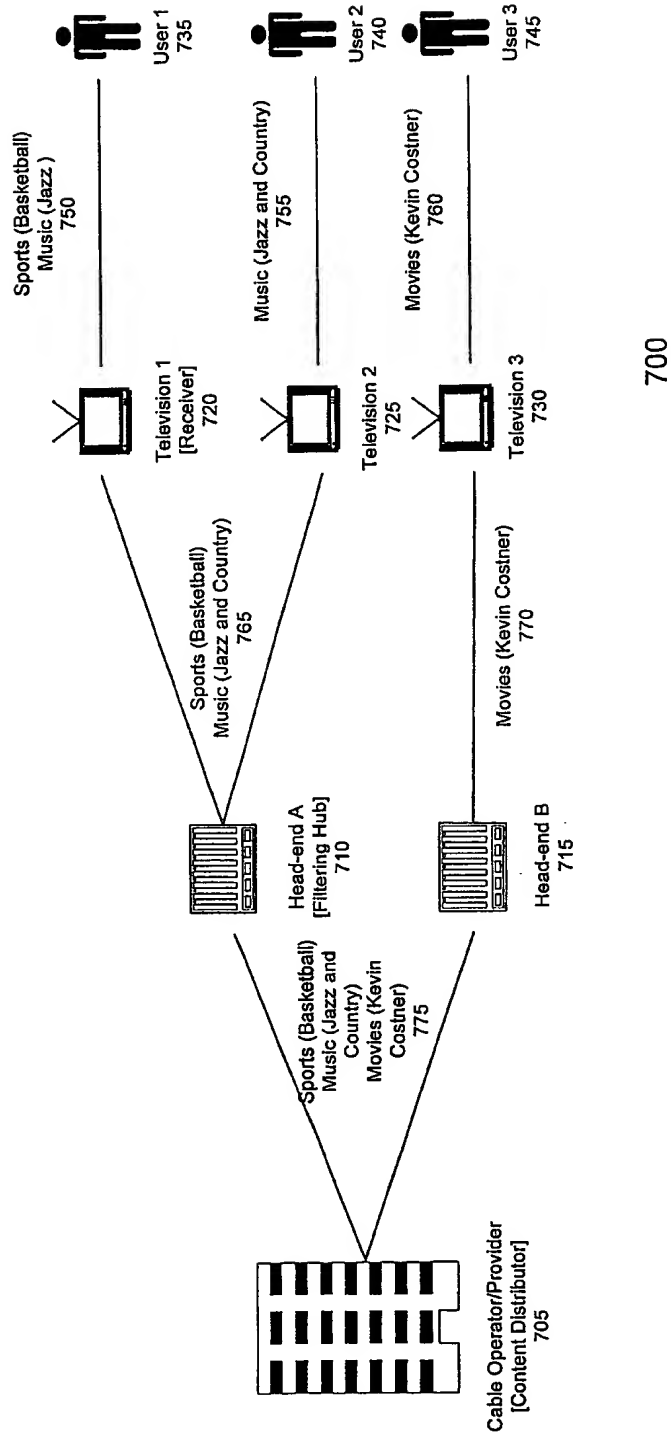 Sports (Basketball)
Music (Jazz )
750
User 1
735
Television 1
[Receiver]
720
Music (Jazz and Country)
755
User 2
740
Television 2
725
Movies (Kevin Costner)
760
User 3
745
Television 3
730
Sports (Basketball)
Music (Jazz and Country)
765
Movies (Kevin Costner)
770
Head-end A
[Filtering Hub]
710
Head-end B
715
Sports (Basketball)
Music (Jazz and
Country)
Movies (Kevin
Costner)
775
Cable Operator/Provider
[Content Distributor]
705
700